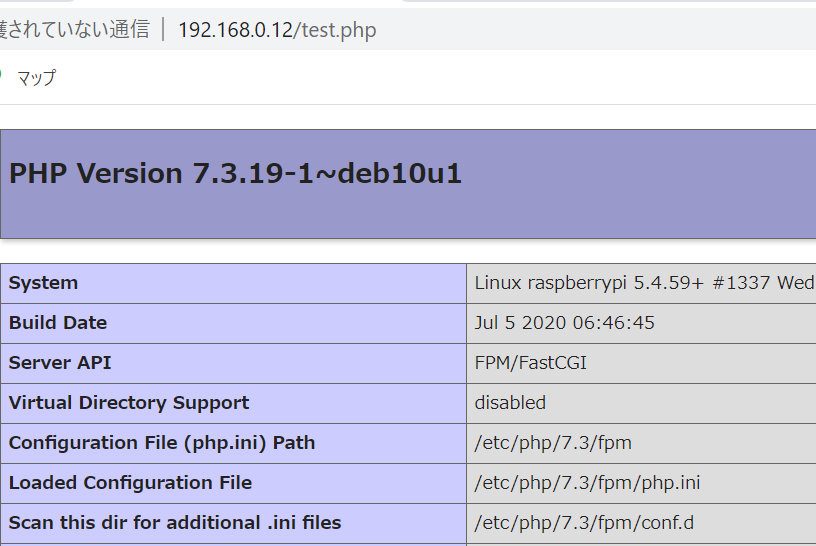 されていない通信 | 192.168.0.12/test.php
マップ
PHP Version 7.3.19-1~deb10u1
System Linux raspberrypi 5.4.59+ #1337 Wed
Build Date Jul 5 2020 06:46:45
Server API FPM/FastCGI
Virtual Directory Support disabled
Configuration File (php.ini) Path /etc/php/7.3/fpm
Loaded Configuration File /etc/php/7.3/fpm/php.ini
Scan this dir for additional .ini files /etc/php/7.3/fpm/conf.d